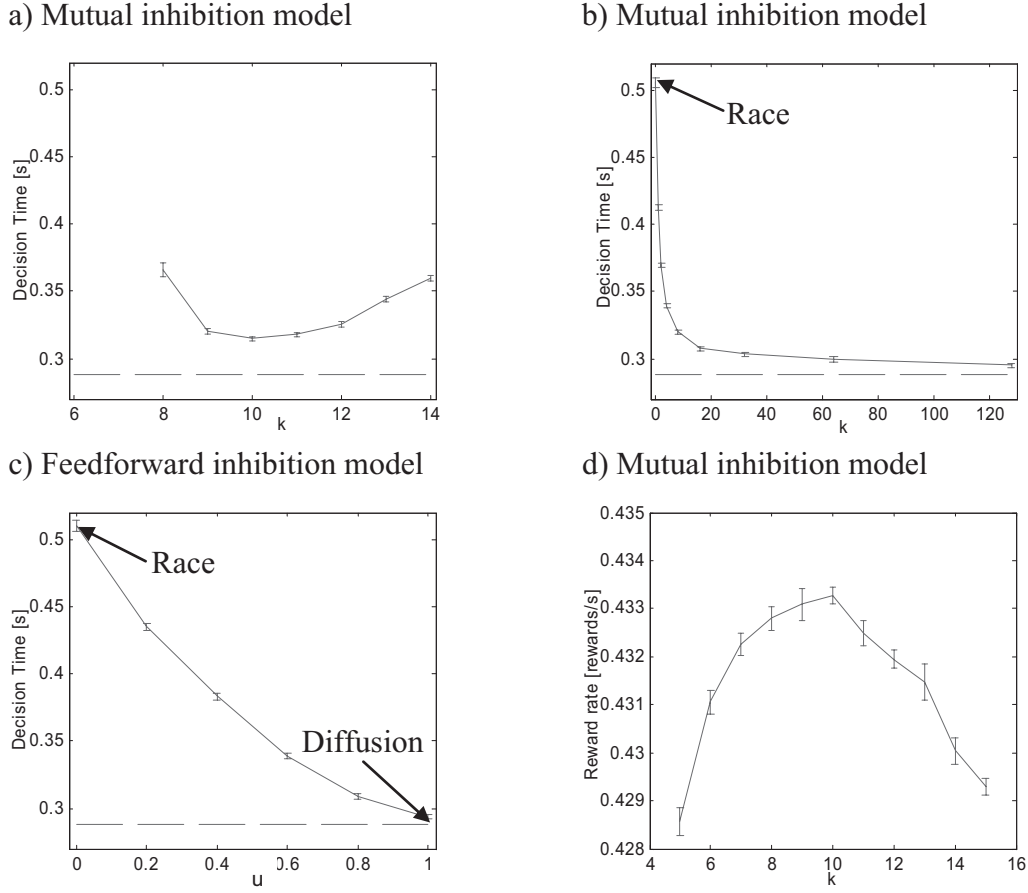 a) Mutual inhibition model
0.5
0.45
0.4
0.35
0.3
Decision Time [s]
6 8 10 12 14
k
b) Mutual inhibition model
0.5
0.45
0.4
0.35
0.3
Decision Time [s]
Race
0 20 40 60 80 100 120
k
c) Feedforward inhibition model
0.5
0.45
0.4
0.35
0.3
Decision Time [s]
Race
Diffusion
0 0.2 0.4 0.6 0.8 1
u
d) Mutual inhibition model
0.435
0.434
0.433
0.432
0.431
0.43
0.429
0.428
Reward rate [rewards/s]
4 6 8 10 12 14 16
k